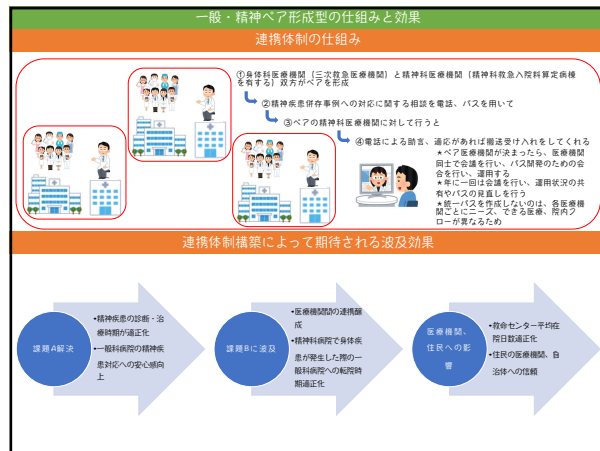 一般・精神ペア形成型の仕組みと効果
連携体制の仕組み
①身体科医療機関（三次救急医療機関）と精神科医療機関（精神科救急入院料算定病棟
を有する）双方がペアを形成
②精神疾患併存事例への対応に関する相談を電話、パスを用いて
③ペアの精神科医療機関に対して行うと
④電話による助言、適応があれば搬送受け入れをしてくれる
★ペア医療機関が決まったら、医療機関
同士で会議を行い、パス開発のための会
合を行い、運用する
★年に一回は会議を行い、運用状況の共
有やパスの見直しを行う
★統一パスを作成しないのは、各医療機
関ごとにニーズ、できる医療、院内フ
ローが異なるため
連携体制構築によって期待される波及効果
課題A解決
•精神疾患の診断・治
療時期が適正化
•一般科病院の精神疾
患対応への安心感向
上
課題Bに波及
•医療機関間の連携醸
成
•精神科病院で身体疾
患が発生した際の一
般科病院への転院時
期適正化
医療機関、
住民への影
響
•救命センター平均在
院日数適正化
•住民の医療機関、自
治体への信頼